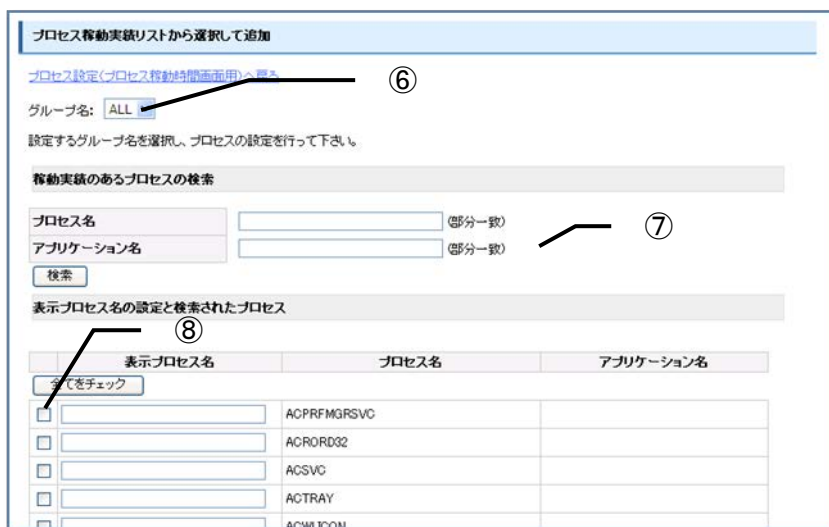 プロセス稼動実績リストから選択して追加
プロセス設定(プロセス稼動時間画面用)へ戻る
⑥
グループ名: ALL
設定するグループ名を選択し、プロセスの設定を行って下さい。
稼動実績のあるプロセスの検索
プロセス名 (部分一致)
⑦
アプリケーション名 (部分一致)
検索
表示プロセス名の設定と検索されたプロセス
⑧
表示プロセス名 プロセス名 アプリケーション名
全てをチェック
ACPRFMGRSVC
ACRORD32
ACSVC
ACTRAY
ACWLICON